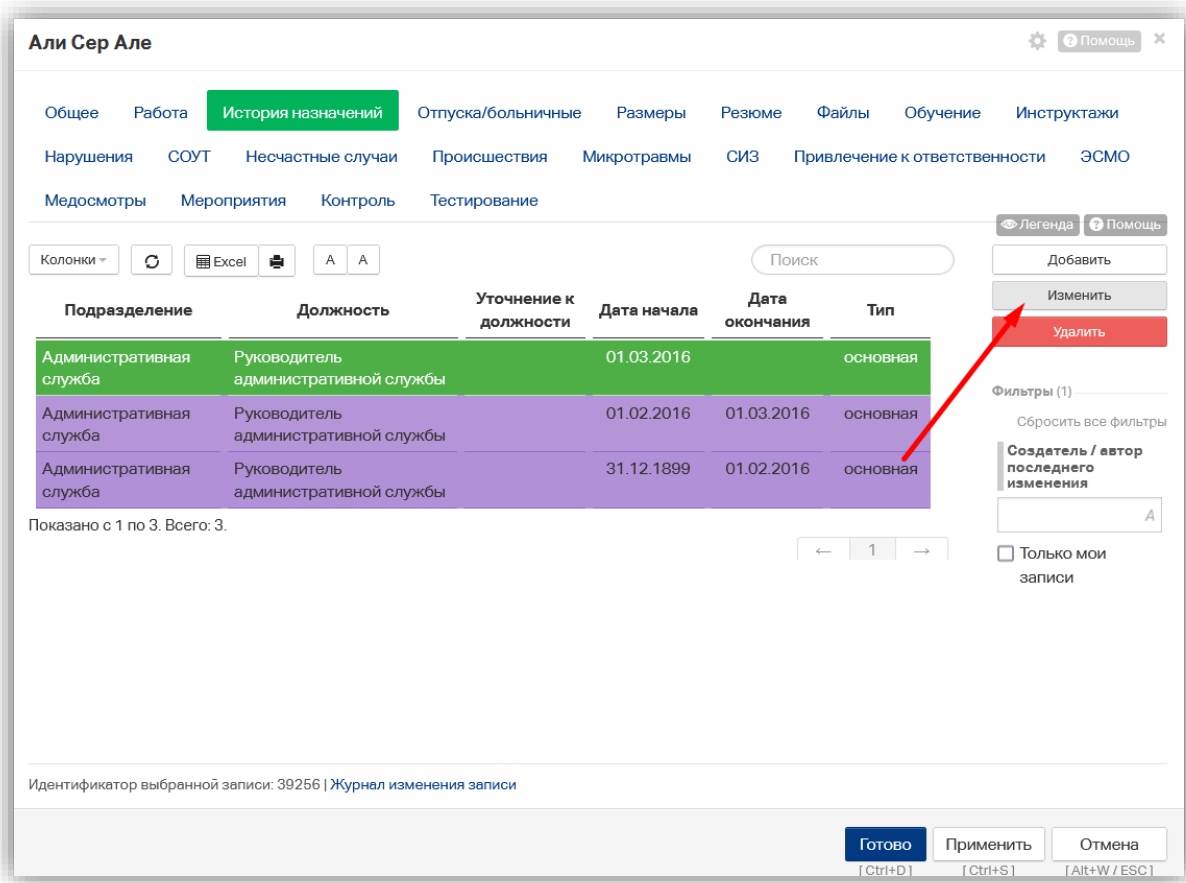 Али Сер Але
Помощь
Общее Работа История назначений Отпуска/больничные Размеры Резюме Файлы Обучение Инструктажи
Нарушения СОУТ Несчастные случаи Происшествия Микротравмы СИЗ Привлечение к ответственности ЭСМО
Медосмотры Мероприятия Контроль Тестирование
Легенда Помощь
Колонки Excel A A Поиск Добавить
Изменить
Удалить
Подразделение Должность Уточнение к должности Дата начала Дата окончания Тип
Административная Руководитель 01.03.2016 основная
служба административной службы
Административная Руководитель 01.02.2016 01.03.2016 основная
служба административной службы
Административная Руководитель 31.12.1899 01.02.2016 основная
служба административной службы
Показано с 1 по 3. Всего: 3.
← 1 →
Фильтры (1)
Сбросить все фильтры
Создатель / автор
последнего
изменения
A
Только мои
записи
Идентификатор выбранной записи: 39256 | Журнал изменения записи
Готово Применить Отмена
[Ctrl+D] [Ctrl+S] [Alt+W / ESC]